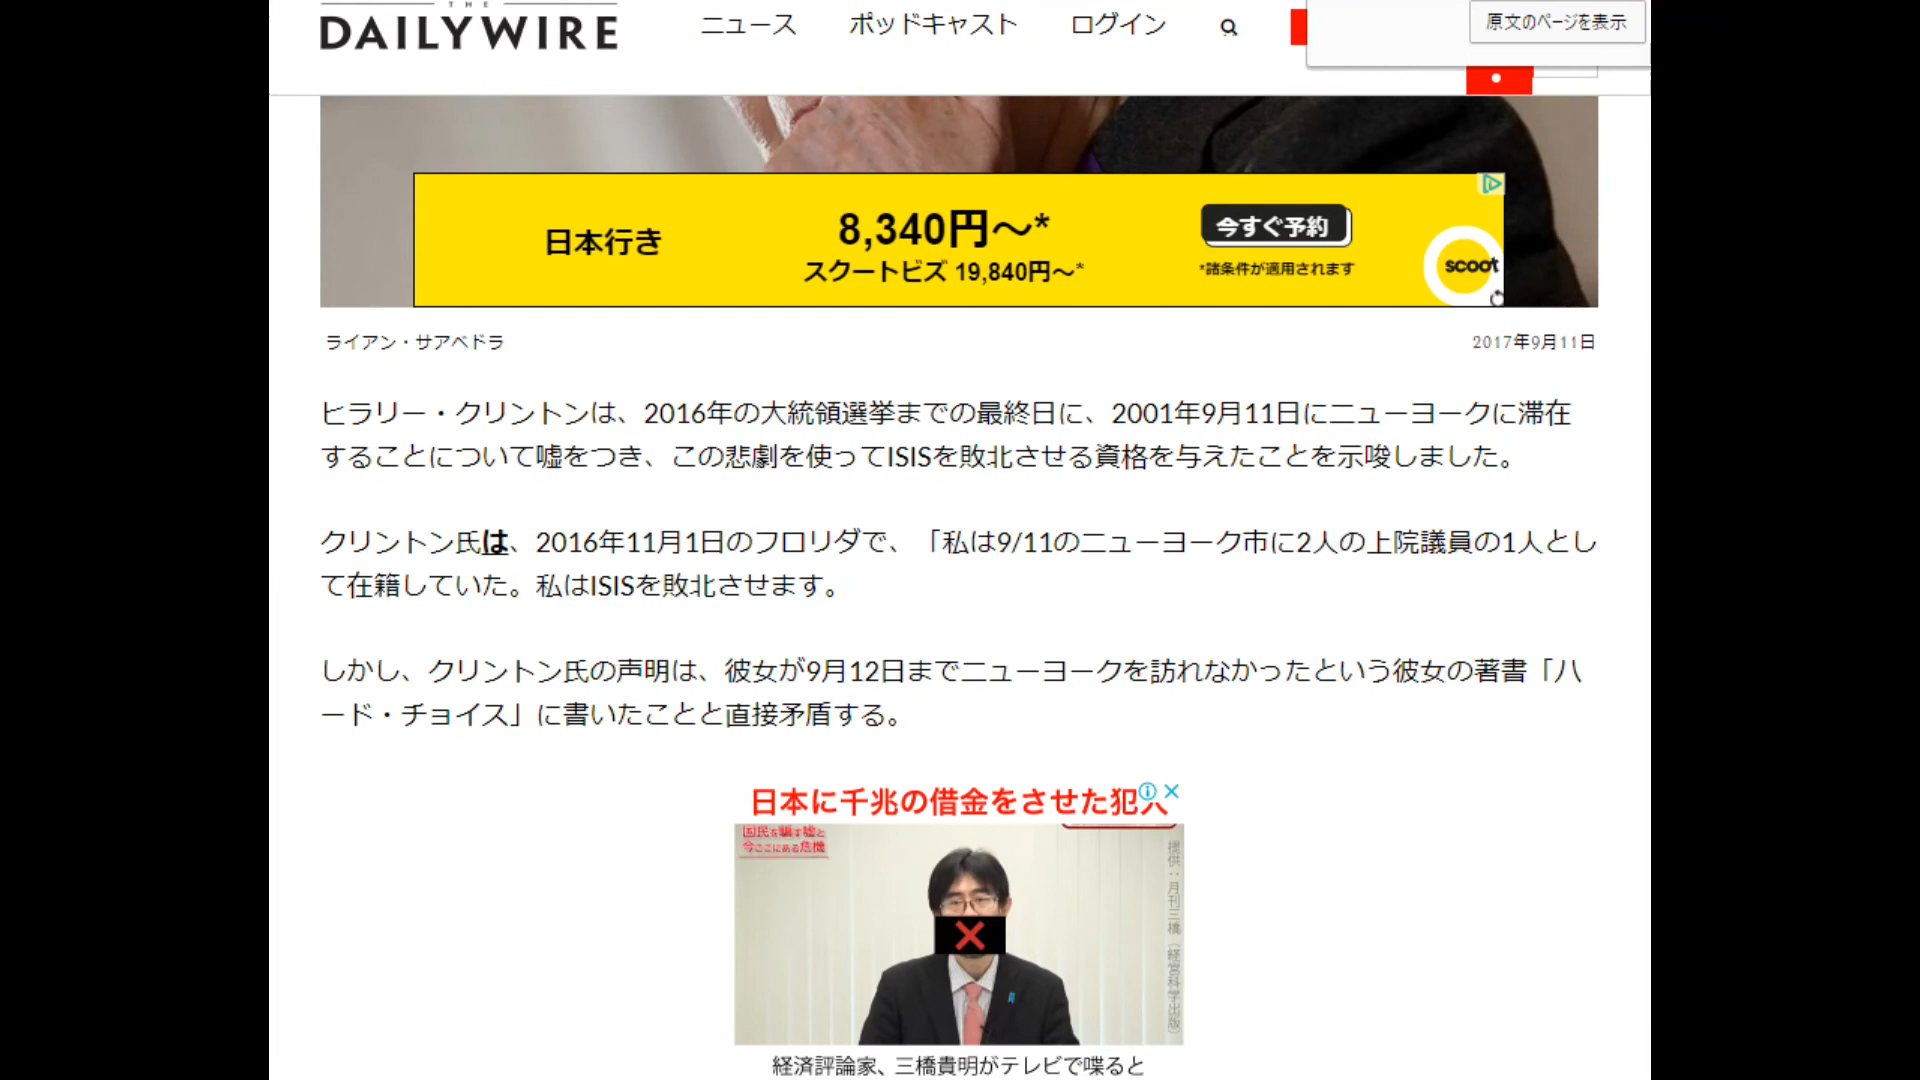 THE
DAILYWIRE
ニュース
ポッドキャスト
ログイン
原文のページを表示
日本行き
8,340円～*
スクートビズ 19,840円～*
今すぐ予約
*諸条件が適用されます
scoot
ライアン・サアベドラ
2017年9月11日
ヒラリー・クリントンは、2016年の大統領選挙までの最終日に、2001年9月11日にニューヨークに滞在
することについて嘘をつき、この悲劇を使ってISISを敗北させる資格を与えたことを示唆しました。
クリントン氏は、2016年11月1日のフロリダで、「私は9/11のニューヨーク市に2人の上院議員の1人とし
て在籍していた。私はISISを敗北させます。
しかし、クリントン氏の声明は、彼女が9月12日までニューヨークを訪れなかったという彼女の著書「ハ
ード・チョイス」に書いたことと直接矛盾する。
日本に千兆の借金をさせた犯人
国民を騙す嘘と
今ここにある危機
提供：月刊三橋（経営科学出版）
経済評論家、三橋貴明がテレビで喋ると